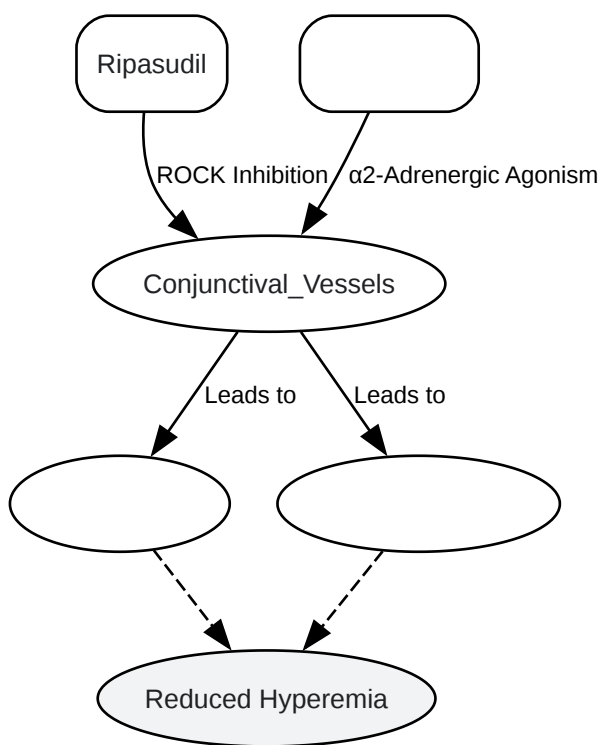 Ripasudil
ROCK Inhibition
α2-Adrenergic Agonism
Conjunctival_Vessels
Leads to
Leads to
Reduced Hyperemia